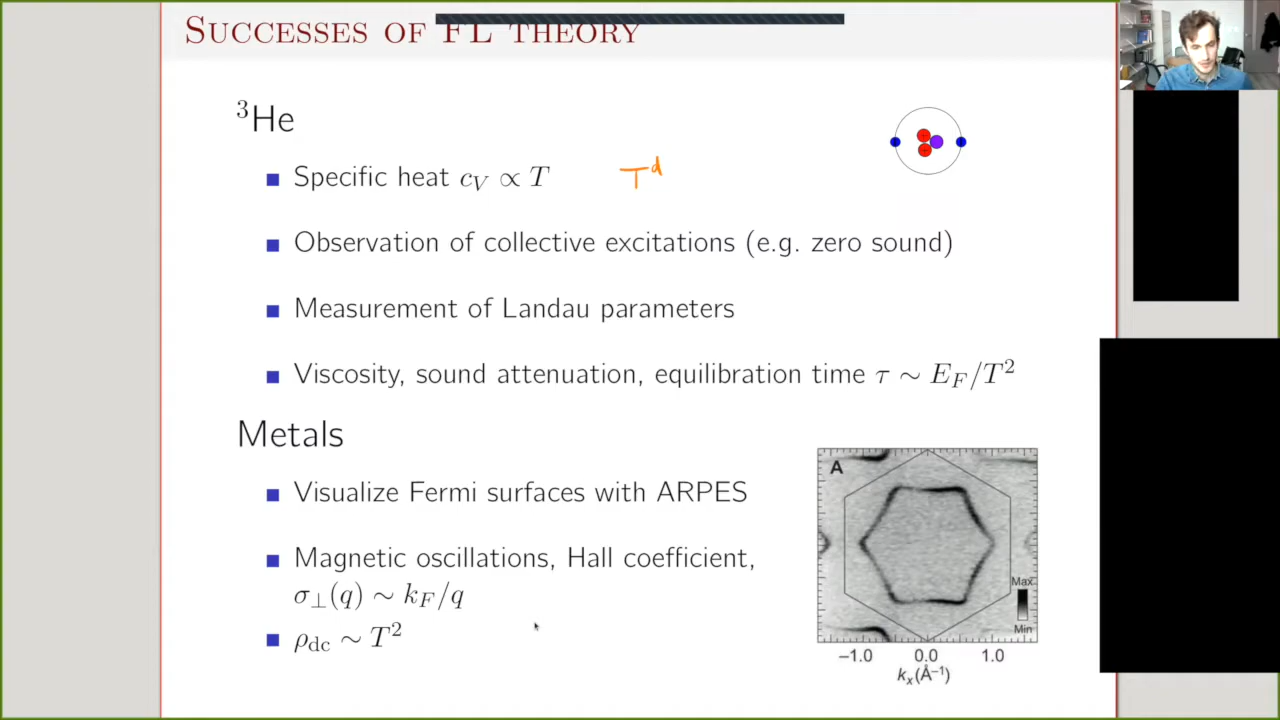 SUCCESSES OF FL THEORY
³He
Specific heat c_V ∝ T
T^d
Observation of collective excitations (e.g. zero sound)
Measurement of Landau parameters
Viscosity, sound attenuation, equilibration time τ ∼ E_F/T²
Metals
Visualize Fermi surfaces with ARPES
Magnetic oscillations, Hall coefficient,
σ_⊥(q) ∼ k_F/q
ρ_dc ∼ T²
A
Max
Min
−1.0 0.0 1.0
k_x(Å⁻¹)